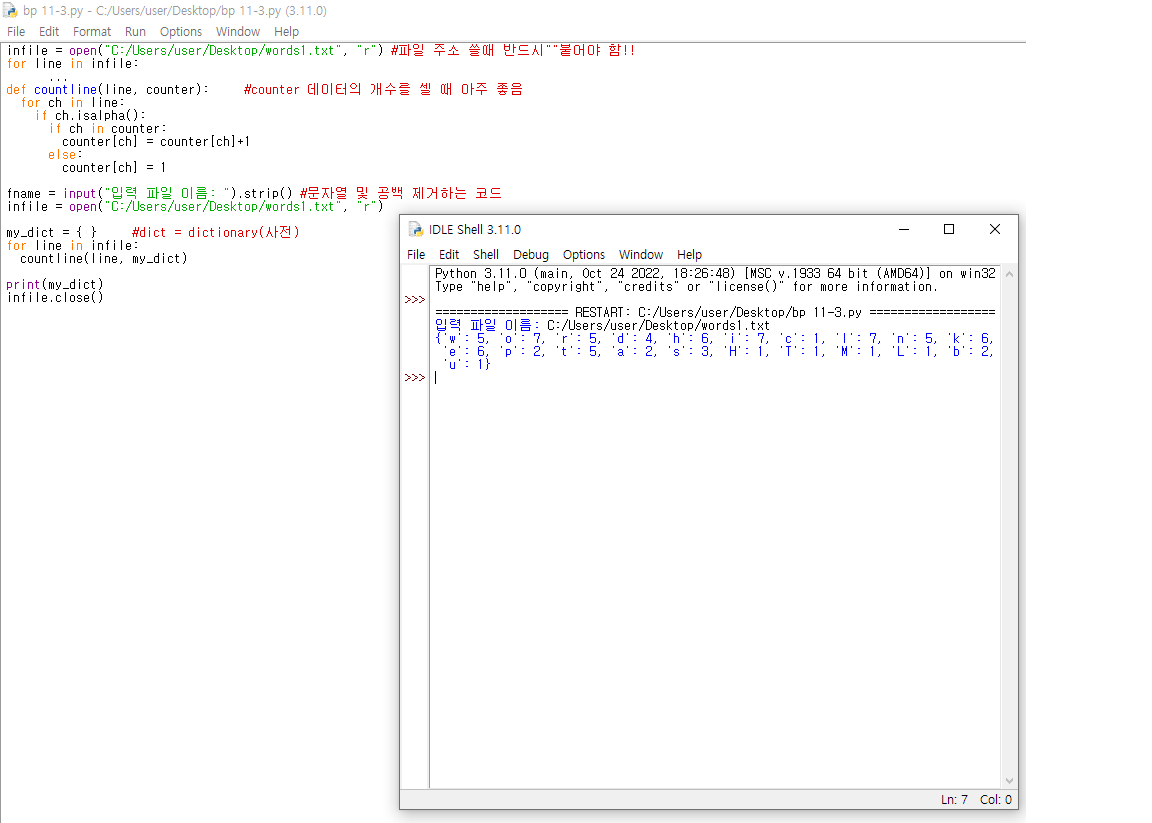 bp 11-3.py - C:/Users/user/Desktop/bp 11-3.py (3.11.0)
File Edit Format Run Options Window Help
infile = open("C:/Users/user/Desktop/words1.txt", "r") #파일 주소 쓸때 반드시""붙어야 함!!
for line in infile:
      ...
def countline(line, counter):     #counter 데이터의 개수를 셀 때 아주 좋음
  for ch in line:
    if ch.isalpha():
      if ch in counter:
        counter[ch] = counter[ch]+1
      else:
        counter[ch] = 1
fname = input("입력 파일 이름: ").strip() #문자열 및 공백 제거하는 코드
infile = open("C:/Users/user/Desktop/words1.txt", "r")
my_dict = { }     #dict = dictionary(사전)
for line in infile:
  countline(line, my_dict)
print(my_dict)
infile.close()
IDLE Shell 3.11.0
File Edit Shell Debug Options Window Help
Python 3.11.0 (main, Oct 24 2022, 18:26:48) [MSC v.1933 64 bit (AMD64)] on win32
Type "help", "copyright", "credits" or "license()" for more information.
>>>
=================== RESTART: C:/Users/user/Desktop/bp 11-3.py ==================
입력 파일 이름: C:/Users/user/Desktop/words1.txt
{'w': 5, 'o': 7, 'r': 5, 'd': 4, 'h': 6, 'i': 7, 'c': 1, 'l': 7, 'n': 5, 'k': 6,
'e': 6, 'p': 2, 't': 5, 'a': 2, 's': 3, 'H': 1, 'T': 1, 'M': 1, 'L': 1, 'b': 2,
'u': 1}
>>>
Ln: 7 Col: 0